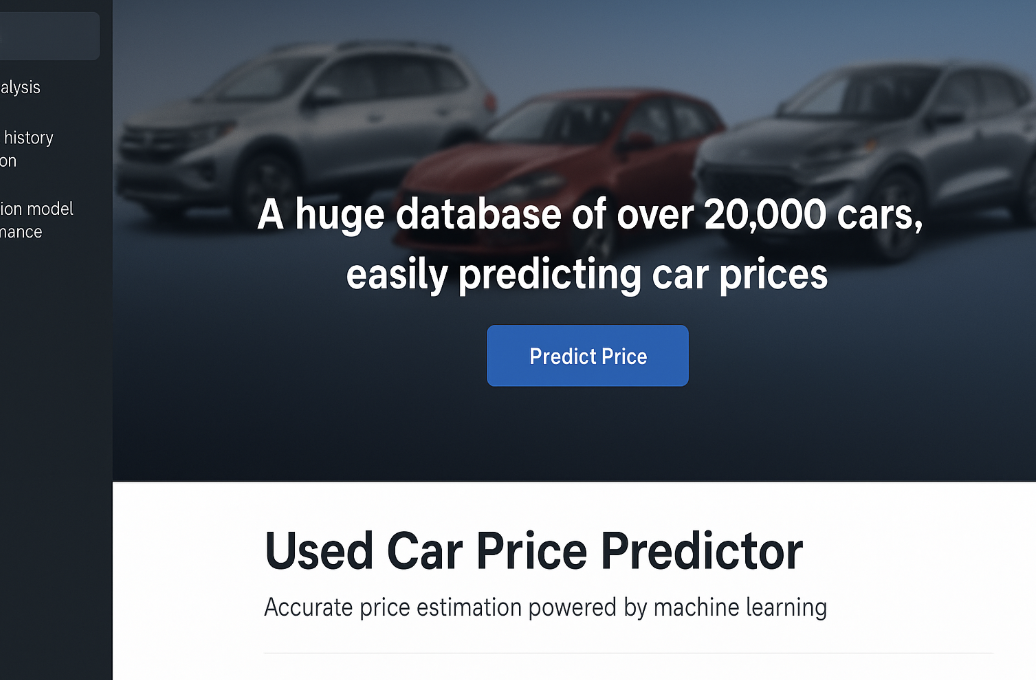 alysis
history
on
ion model
mance
A huge database of over 20,000 cars,
easily predicting car prices
Predict Price
Used Car Price Predictor
Accurate price estimation powered by machine learning